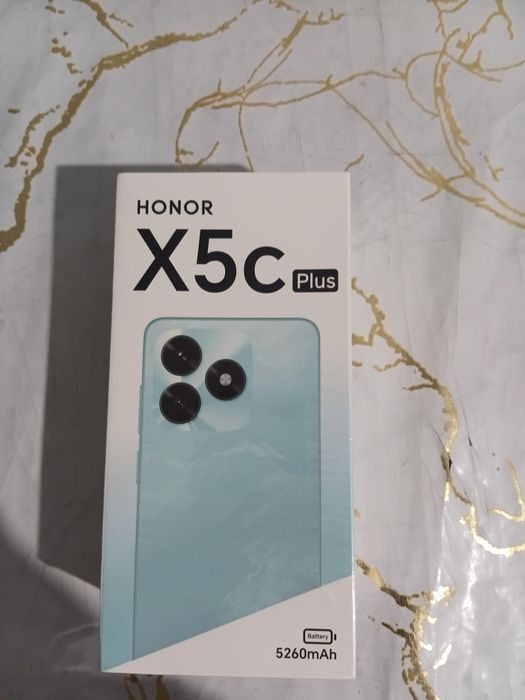 HONOR
X5c Plus
Battery
5260mAh